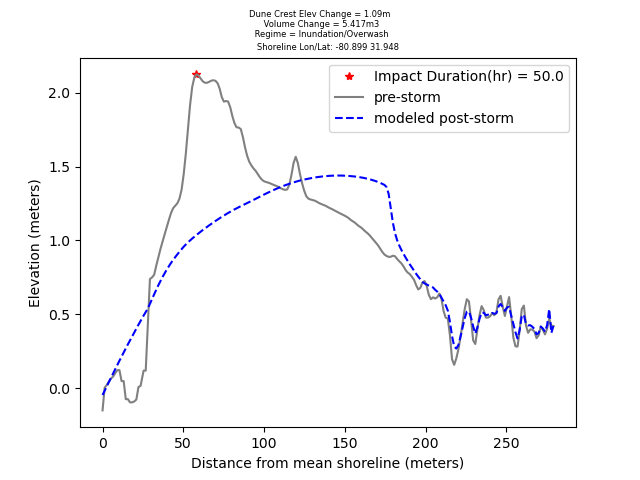 Dune Crest Elev Change = 1.09m
Volume Change = 5.417m3
Regime = Inundation/Overwash
Shoreline Lon/Lat: -80.899 31.948
Impact Duration(hr) = 50.0
pre-storm
modeled post-storm
Elevation (meters)
2.0
1.5
1.0
0.5
0.0
0 50 100 150 200 250
Distance from mean shoreline (meters)